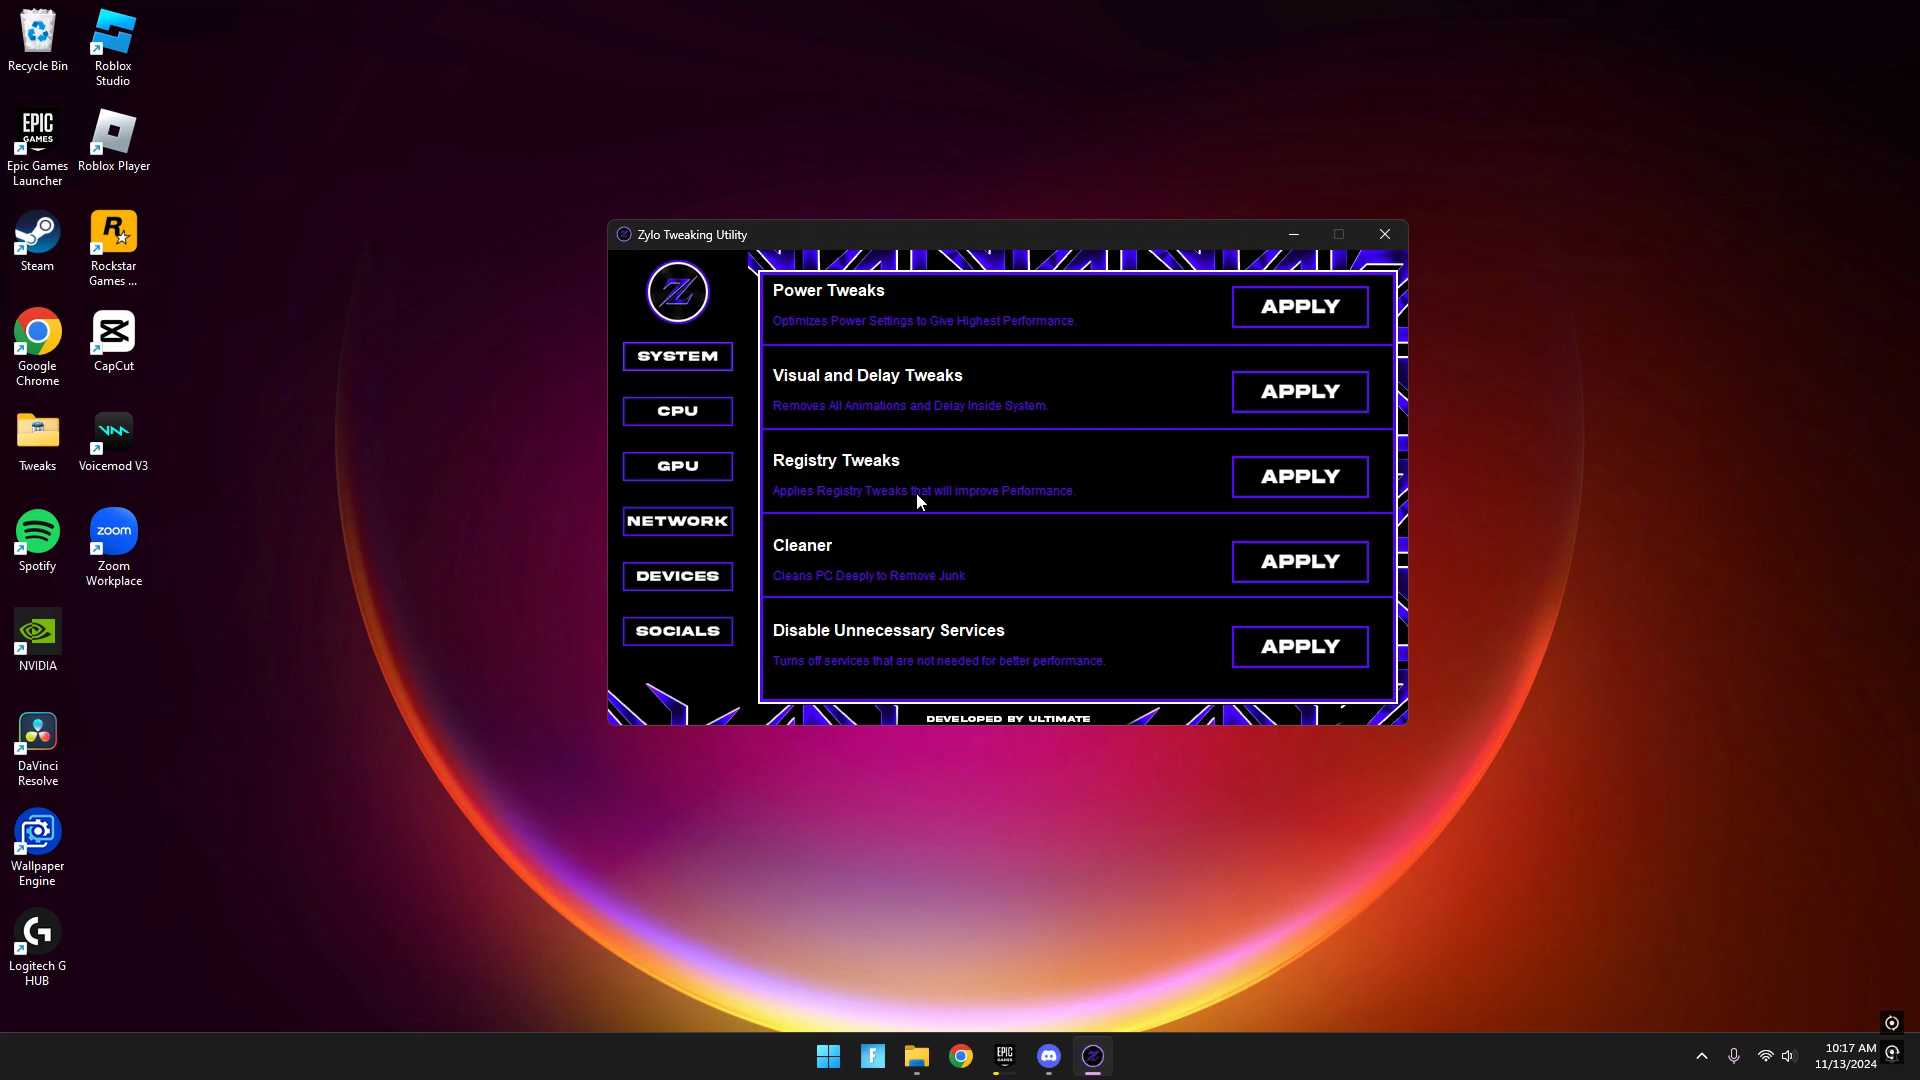 Recycle Bin
Roblox
Studio
Epic Games
Launcher
Roblox Player
Steam
Rockstar
Games ...
Google
Chrome
CapCut
Tweaks
Voicemod V3
Spotify
Zoom
Workplace
NVIDIA
DaVinci
Resolve
Wallpaper
Engine
Logitech G
HUB
EPIC
GAMES
zoom
Zylo Tweaking Utility
SYSTEM
CPU
GPU
NETWORK
DEVICES
SOCIALS
Power Tweaks
Optimizes Power Settings to Give Highest Performance.
APPLY
Visual and Delay Tweaks
Removes All Animations and Delay Inside System.
APPLY
Registry Tweaks
Applies Registry Tweaks that will improve Performance.
APPLY
Cleaner
Cleans PC Deeply to Remove Junk
APPLY
Disable Unnecessary Services
Turns off services that are not needed for better performance.
APPLY
DEVELOPED BY ULTIMATE
EPIC
GAMES
10:17 AM
11/13/2024